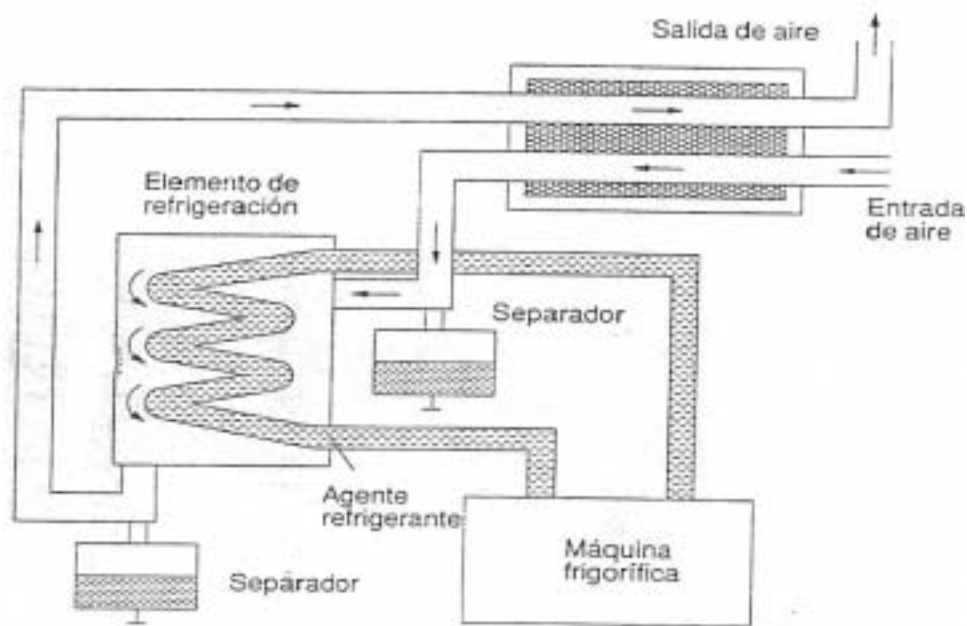 Salida de aire
Elemento de
refrigeración
Entrada
de aire
Separador
Agente
refrigerante
Máquina
frigorífica
Separador